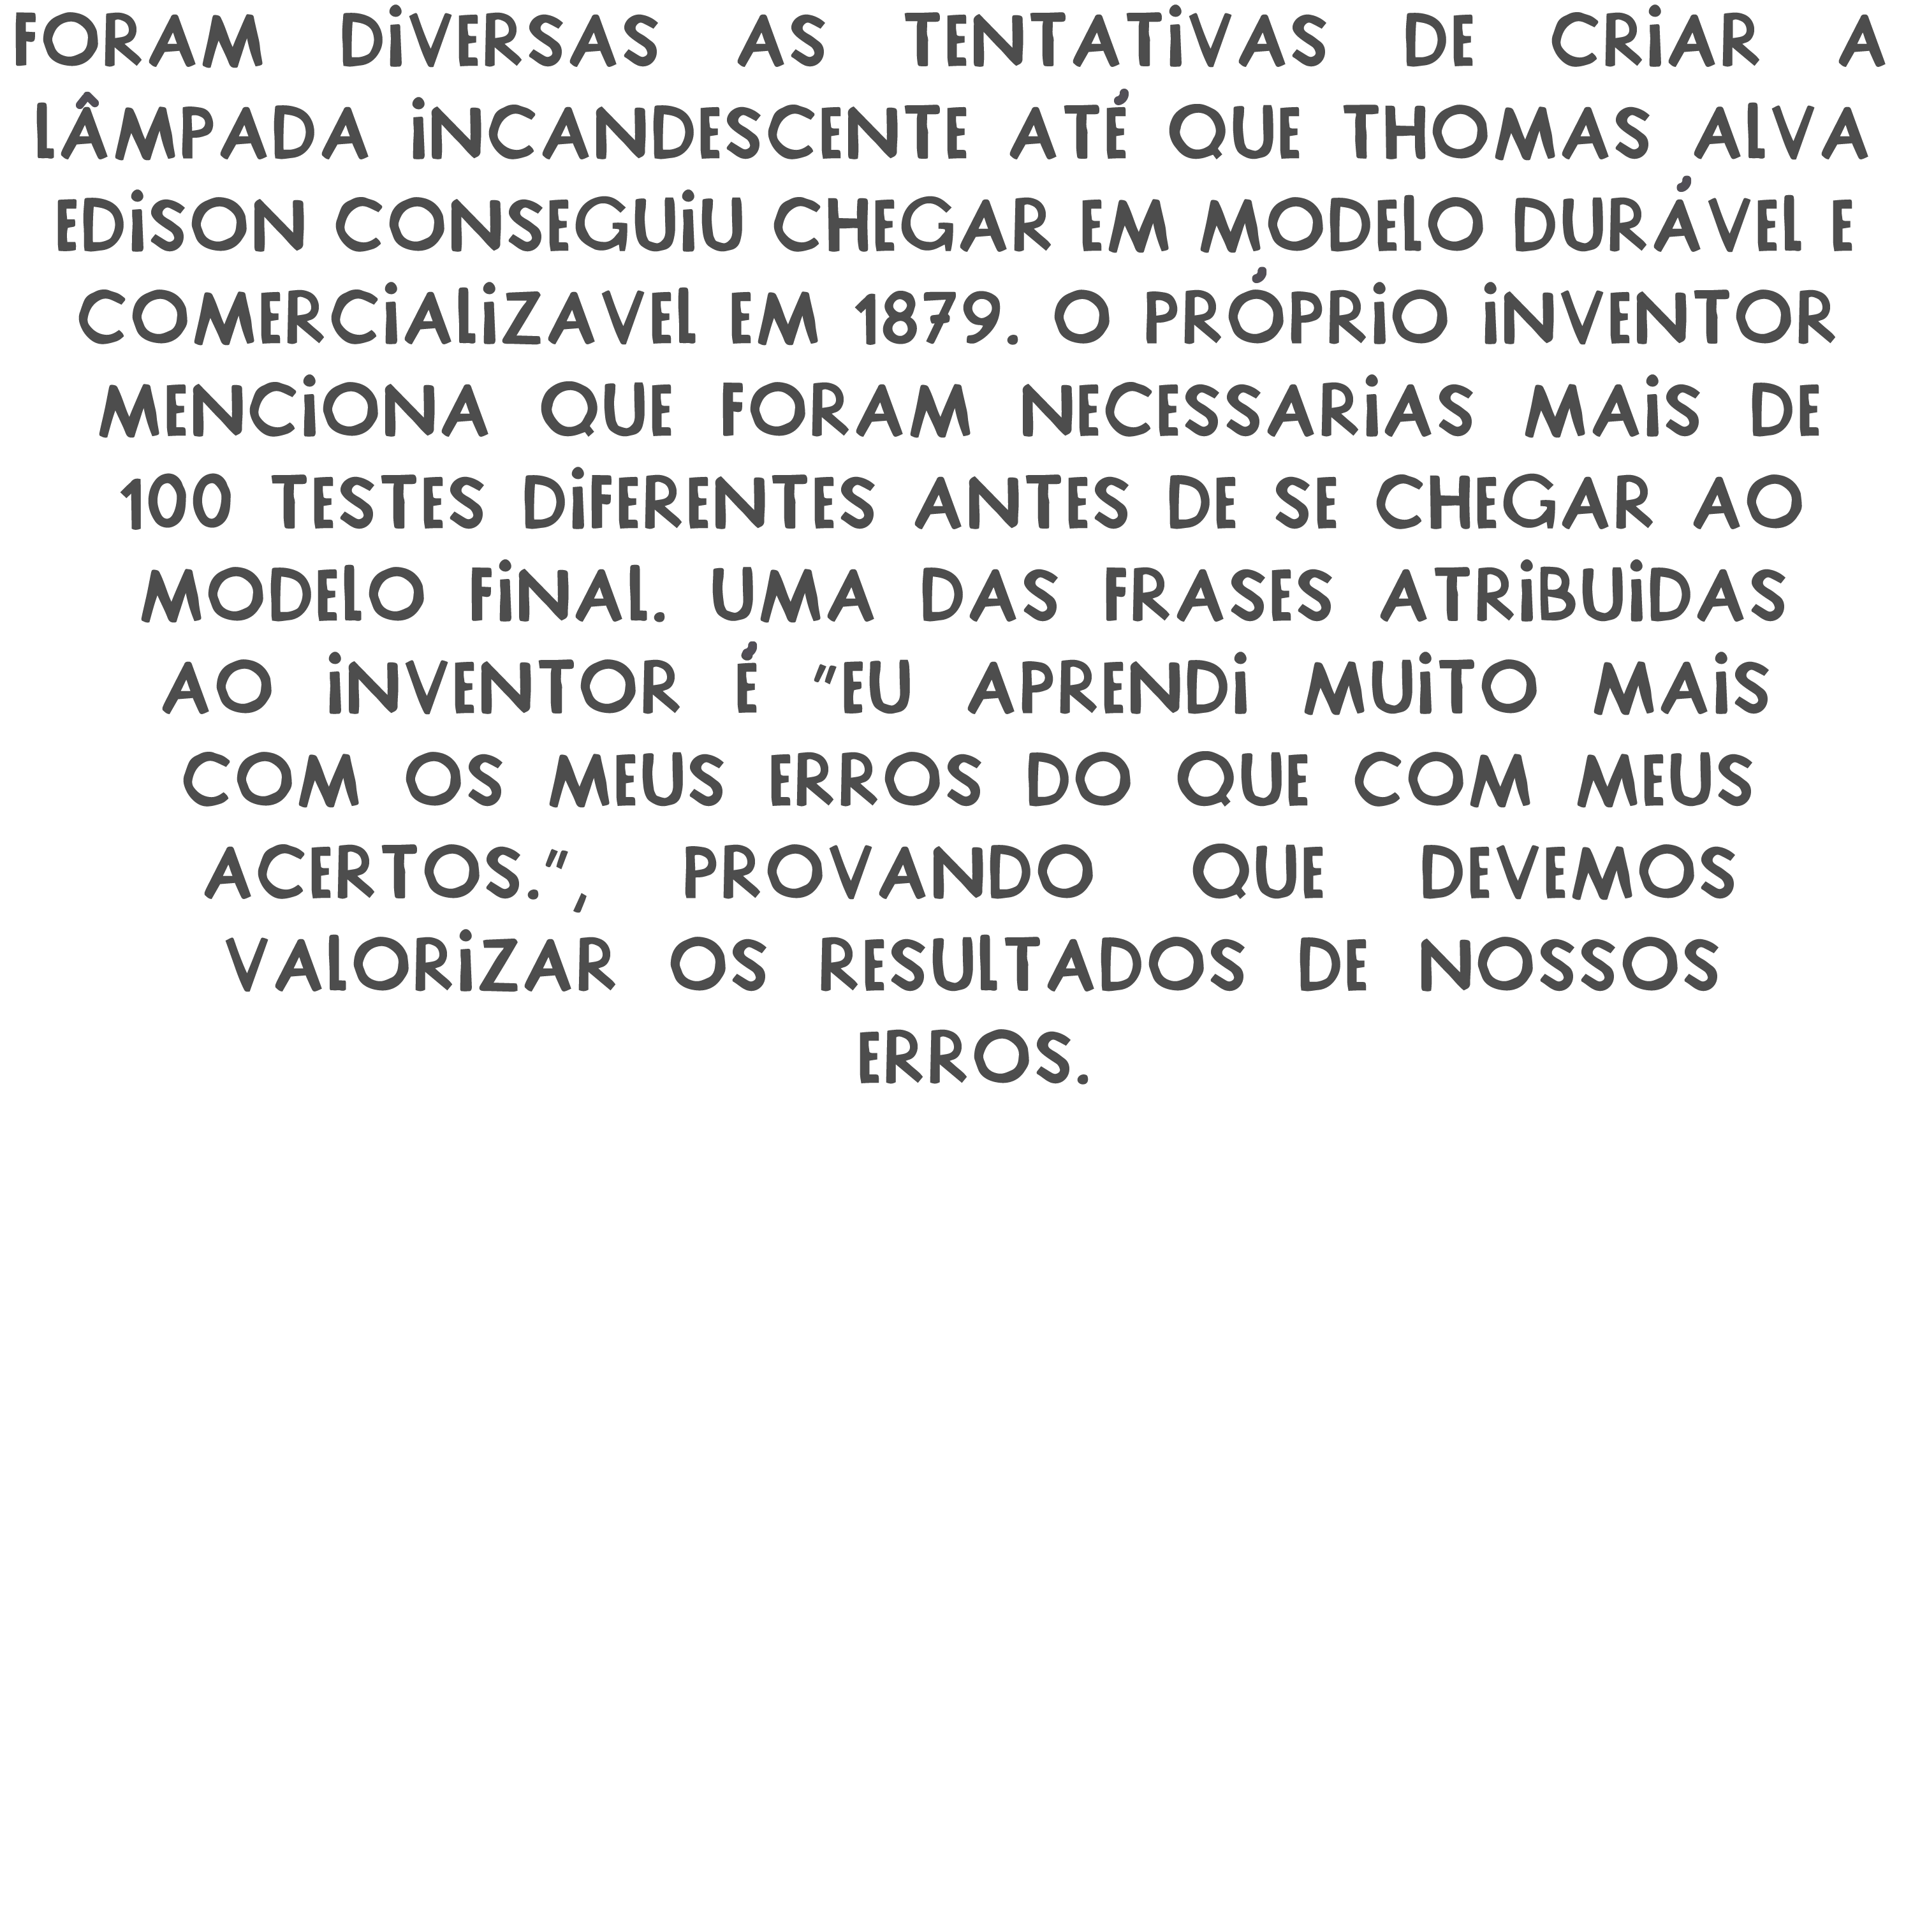 FORAM DIVERSAS AS TENTATIVAS DE CRIAR A
LÂMPADA INCANDESCENTE ATÉ QUE THOMAS ALVA
EDISON CONSEGUIU CHEGAR EM MODELO DURÁVEL E
COMERCIALIZAVEL EM 1879. O PRÓPRIO INVENTOR
MENCIONA QUE FORAM NECESSARIAS MAIS DE
100 TESTES DIFERENTES ANTES DE SE CHEGAR AO
MODELO FINAL. UMA DAS FRASES ATRIBUIDAS
AO INVENTOR É “EU APRENDI MUITO MAIS
COM OS MEUS ERROS DO QUE COM MEUS
ACERTOS.”, PROVANDO QUE DEVEMOS
VALORIZAR OS RESULTADOS DE NOSSOS
ERROS.